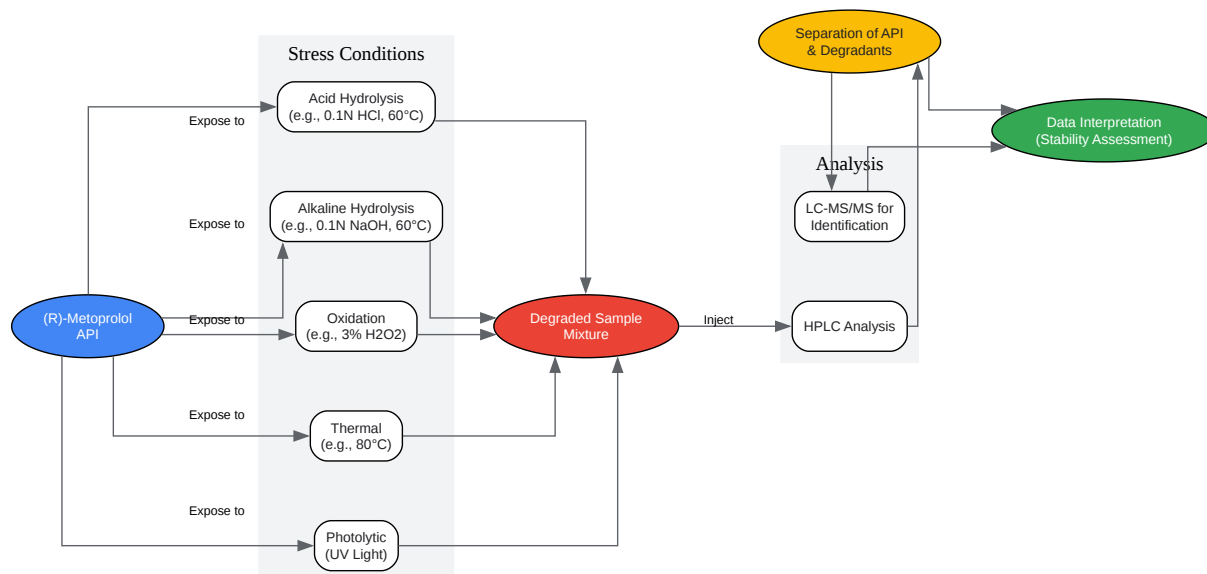 Separation of API
& Degradants
Stress Conditions
Acid Hydrolysis
(e.g., 0.1N HCl, 60°C)
Expose to
Data Interpretation
(Stability Assessment)
Analysis
Alkaline Hydrolysis
(e.g., 0.1N NaOH, 60°C)
Expose to
LC-MS/MS for
Identification
(R)-Metoprolol
API
Expose to
Oxidation
(e.g., 3% H2O2)
Degraded Sample
Mixture
Inject
HPLC Analysis
Expose to
Thermal
(e.g., 80°C)
Expose to
Photolytic
(UV Light)